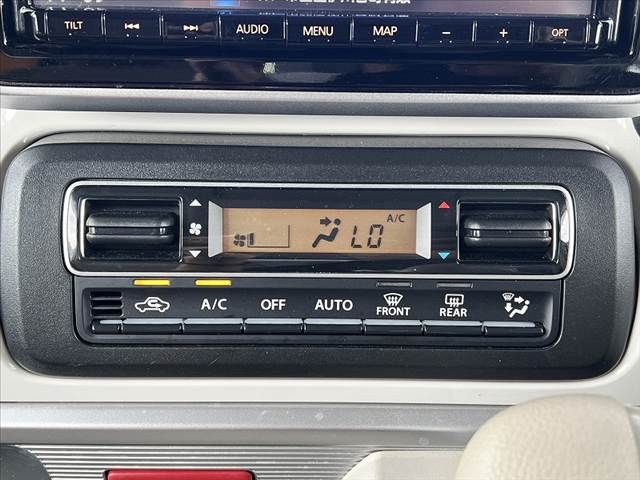 TILT AUDIO MENU MAP − + OPT
A/C
LO
A/C OFF AUTO FRONT REAR